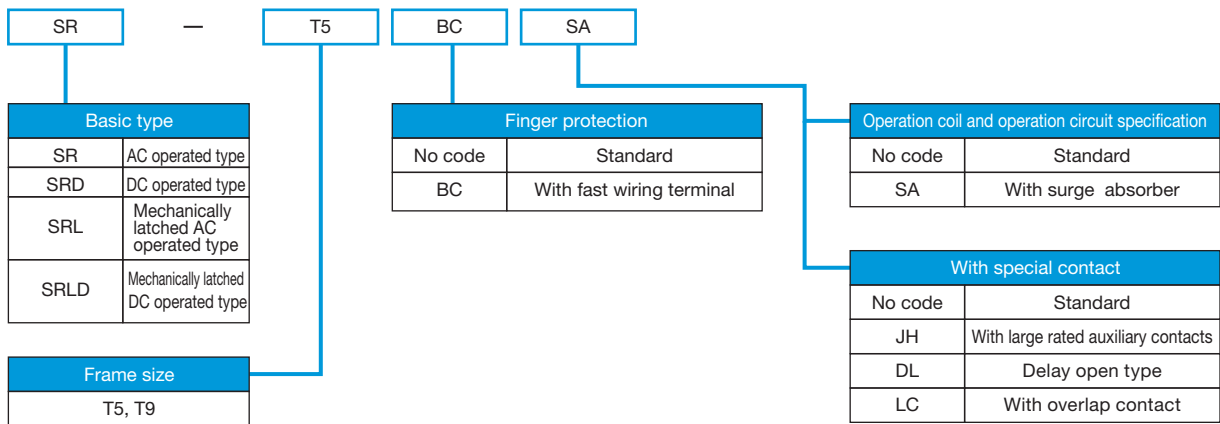 SR — T5 BC SA
Basic type
SR AC operated type
SRD DC operated type
SRL Mechanically
latched AC
operated type
SRLD Mechanically latched
DC operated type
Frame size
T5, T9
Finger protection
No code Standard
BC With fast wiring terminal
Operation coil and operation circuit specification
No code Standard
SA With surge absorber
With special contact
No code Standard
JH With large rated auxiliary contacts
DL Delay open type
LC With overlap contact